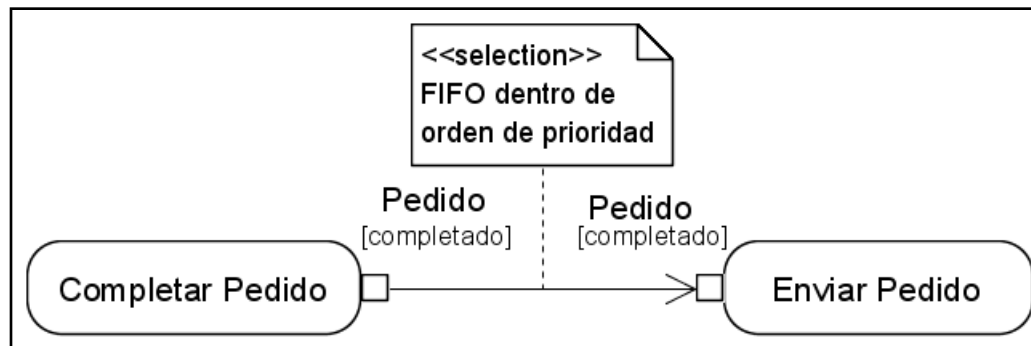 <<selection>>
FIFO dentro de
orden de prioridad
Pedido
[completado]
Pedido
[completado]
Completar Pedido
Enviar Pedido